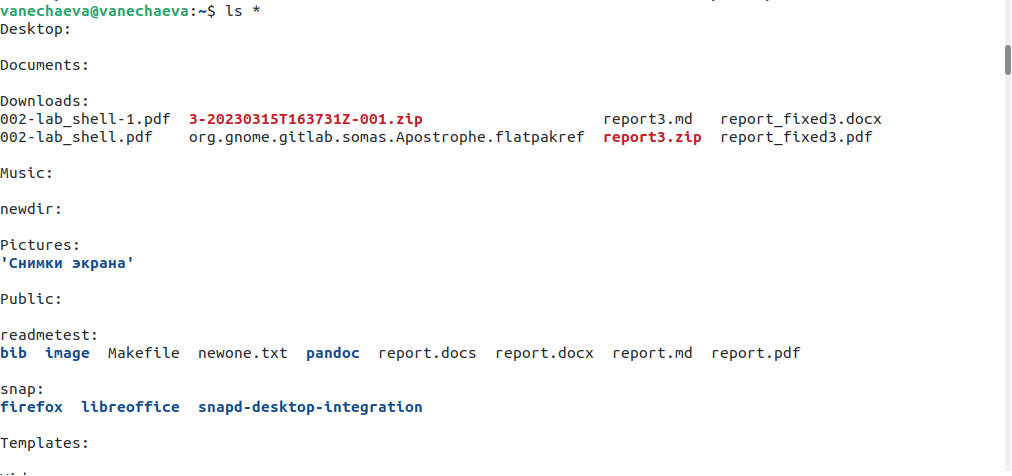 vanechaeva@vanechaeva:~$ ls *
Desktop:
Documents:
Downloads:
002-lab_shell-1.pdf  3-20230315T163731Z-001.zip                    report3.md   report_fixed3.docx
002-lab_shell.pdf    org.gnome.gitlab.somas.Apostrophe.flatpakref  report3.zip  report_fixed3.pdf
Music:
newdir:
Pictures:
'Снимки экрана'
Public:
readmetest:
bib  image  Makefile  newone.txt  pandoc  report.docs  report.docx  report.md  report.pdf
snap:
firefox  libreoffice  snapd-desktop-integration
Templates: